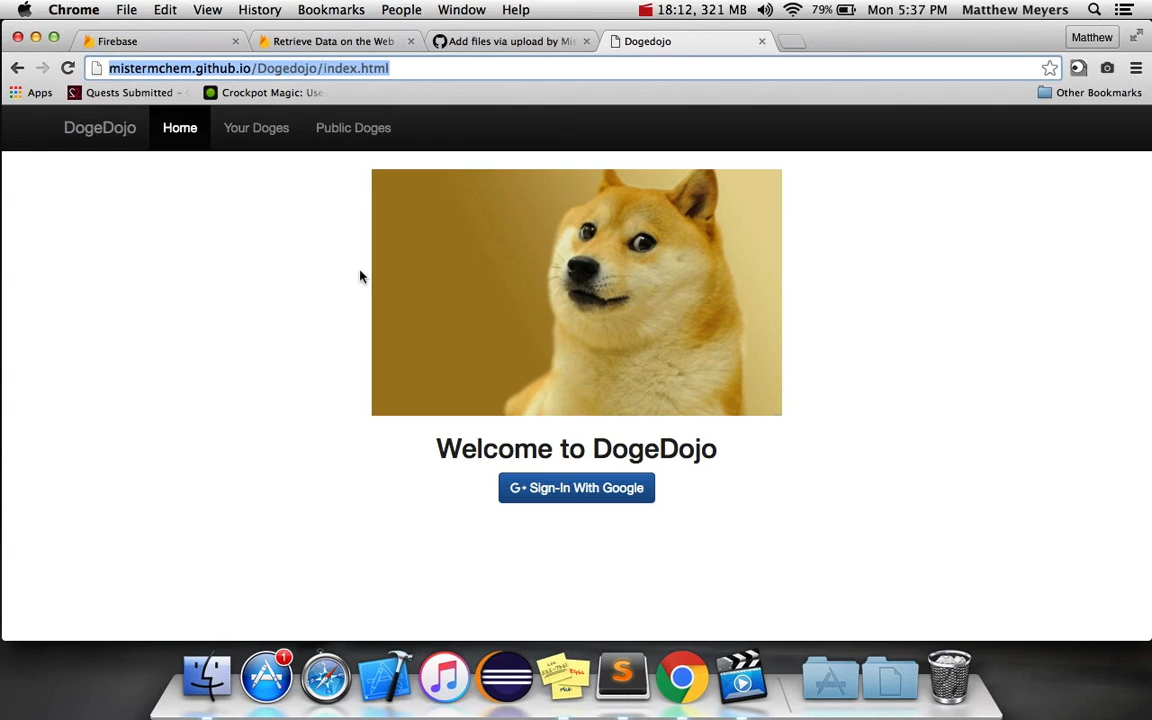 Chrome File Edit View History Bookmarks People Window Help 18:12, 321 MB 79% Mon 5:37 PM Matthew Meyers
Firebase Retrieve Data on the Web Add files via upload by Mis Dogedojo Matthew
mistermchem.github.io/Dogedojo/index.html
Apps Quests Submitted - Crockpot Magic: Use Other Bookmarks
DogeDojo Home Your Doges Public Doges
Welcome to DogeDojo
G+ Sign-In With Google
1